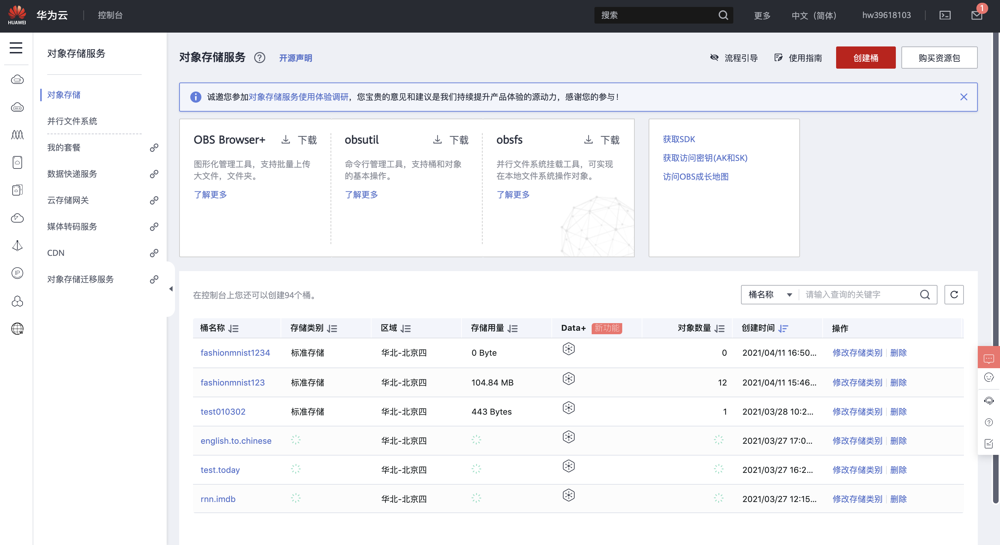 HUAWEI
华为云
控制台
搜索
更多
中文（简体）
hw39618103
1
对象存储服务
对象存储
并行文件系统
我的套餐
数据快递服务
云存储网关
媒体转码服务
CDN
对象存储迁移服务
IP
W
对象存储服务 ? 开源声明
流程引导
使用指南
创建桶
购买资源包
诚邀您参加对象存储服务使用体验调研，您宝贵的意见和建议是我们持续提升产品体验的源动力，感谢您的参与！
OBS Browser+ 下载
图形化管理工具，支持批量上传
大文件，文件夹。
了解更多
obsutil 下载
命令行管理工具，支持桶和对象
的基本操作。
了解更多
obsfs 下载
并行文件系统挂载工具，可实现
在本地文件系统操作对象。
了解更多
获取SDK
获取访问密钥(AK和SK)
访问OBS成长地图
在控制台上您还可以创建94个桶。
桶名称 请输入查询的关键字
桶名称 存储类别 区域 存储用量 Data+ 新功能 对象数量 创建时间 操作
fashionmnist1234 标准存储 华北-北京四 0 Byte 0 2021/04/11 16:50... 修改存储类别 删除
fashionmnist123 标准存储 华北-北京四 104.84 MB 12 2021/04/11 15:46... 修改存储类别 删除
test010302 标准存储 华北-北京四 443 Bytes 1 2021/03/28 10:2... 修改存储类别 删除
english.to.chinese 华北-北京四 2021/03/27 17:0... 修改存储类别 删除
test.today 华北-北京四 2021/03/27 16:2... 修改存储类别 删除
rnn.imdb 华北-北京四 2021/03/27 12:15... 修改存储类别 删除
?